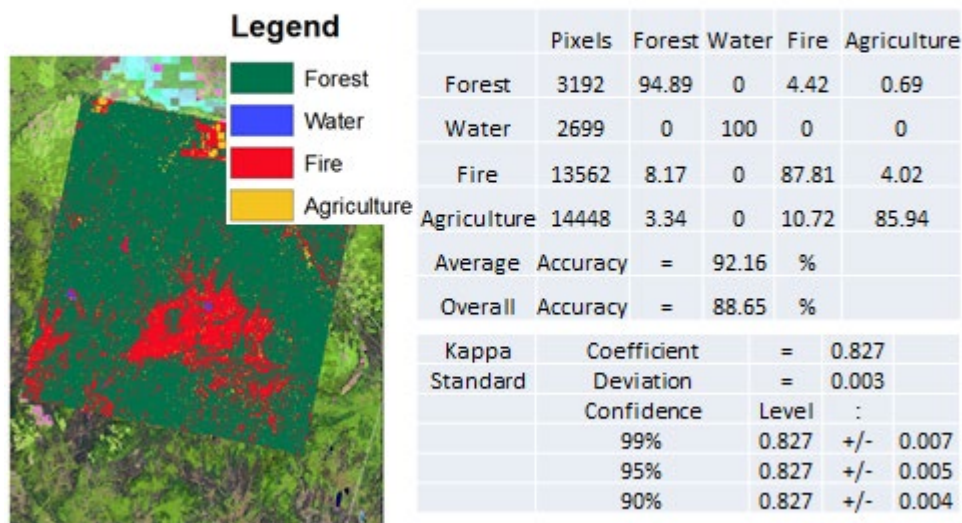 Legend
Forest
Water
Fire
Agriculture
Pixels Forest Water Fire Agriculture
Forest 3192 94.89 0 4.42 0.69
Water 2699 0 100 0 0
Fire 13562 8.17 0 87.81 4.02
Agriculture 14448 3.34 0 10.72 85.94
Average Accuracy = 92.16 %
Overall Accuracy = 88.65 %
Kappa Coefficient = 0.827
Standard Deviation = 0.003
Confidence Level :
99% 0.827 +/- 0.007
95% 0.827 +/- 0.005
90% 0.827 +/- 0.004